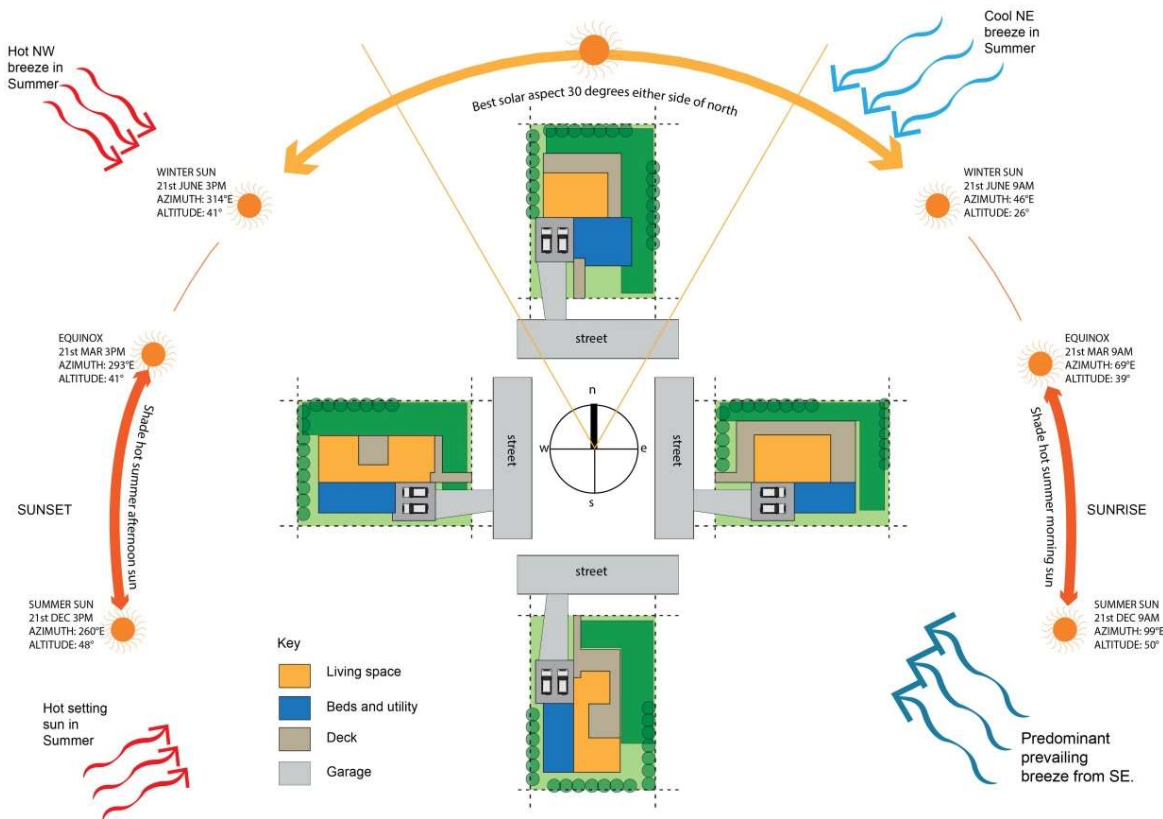 Hot NW
breeze in
Summer
Cool NE
breeze in
Summer
Best solar aspect 30 degrees either side of north
WINTER SUN
21st JUNE 3PM
AZIMUTH: 314°E
ALTITUDE: 41°
WINTER SUN
21st JUNE 9AM
AZIMUTH: 46°E
ALTITUDE: 26°
street
EQUINOX
21st MAR 3PM
AZIMUTH: 293°E
ALTITUDE: 41°
EQUINOX
21st MAR 9AM
AZIMUTH: 69°E
ALTITUDE: 39°
n
w
e
s
street
street
Shade hot summer afternoon sun
Shade hot summer morning sun
SUNSET
SUNRISE
street
SUMMER SUN
21st DEC 3PM
AZIMUTH: 260°E
ALTITUDE: 48°
SUMMER SUN
21st DEC 9AM
AZIMUTH: 99°E
ALTITUDE: 50°
Key
Living space
Beds and utility
Deck
Garage
Hot setting
sun in
Summer
Predominant
prevailing
breeze from SE.